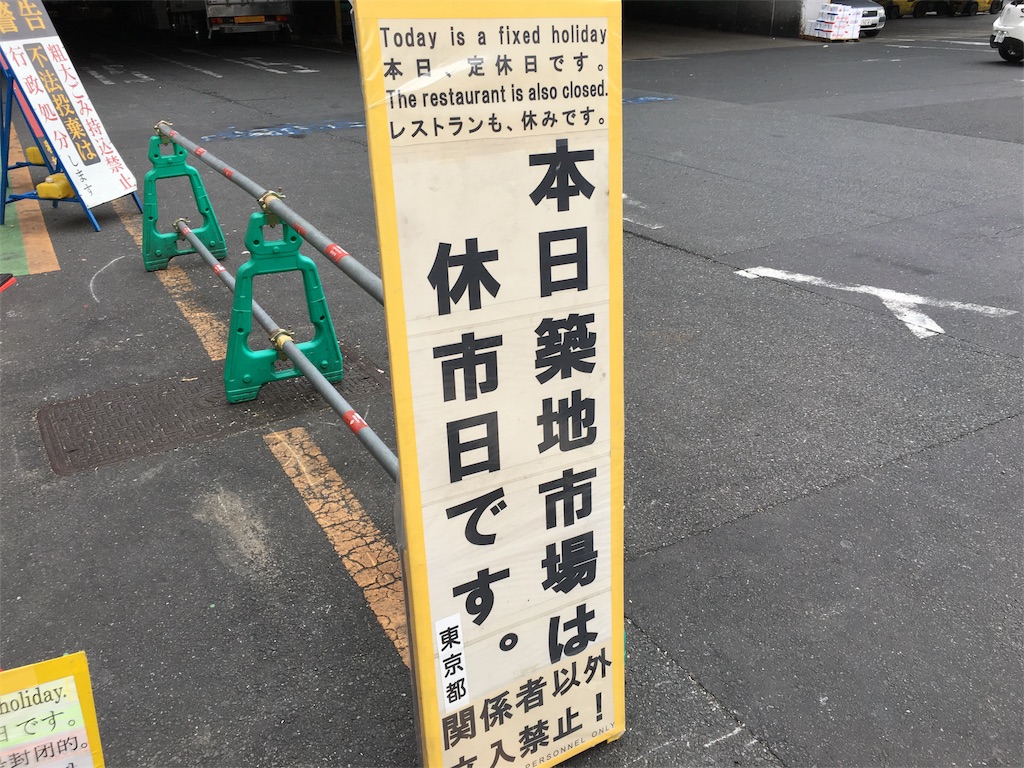 Today is a fixed holiday
本日、定休日です。
The restaurant is also closed.
レストランも、休みです。
本日築地市場は
休市日です。
東京都
関係者以外
立入禁止！
PERSONNEL ONLY
警告
粗大ごみ持込禁止
不法投棄は
行政処分します
holiday.
日です。
封闭的。